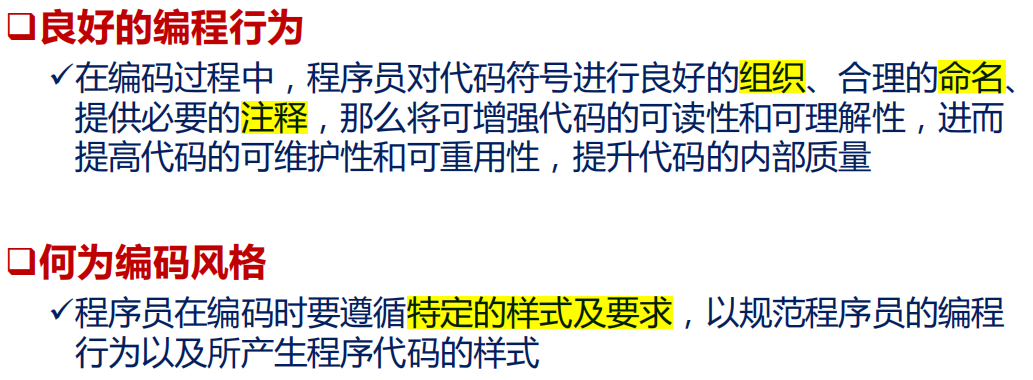 ❑良好的编程行为
✓在编码过程中，程序员对代码符号进行良好的组织、合理的命名、
提供必要的注释，那么将可增强代码的可读性和可理解性，进而
提高代码的可维护性和可重用性，提升代码的内部质量
❑何为编码风格
✓程序员在编码时要遵循特定的样式及要求，以规范程序员的编程
行为以及所产生程序代码的样式